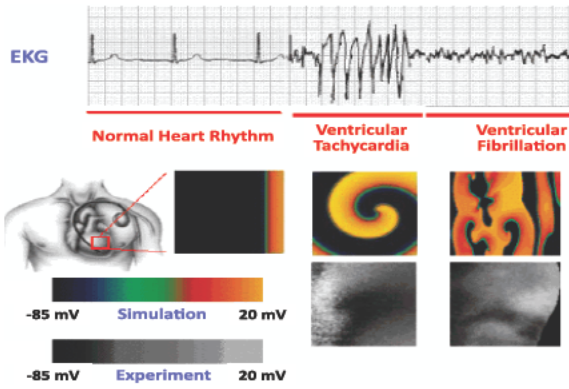 EKG
Normal Heart Rhythm
Ventricular
Tachycardia
Ventricular
Fibrillation
-85 mV
Simulation
20 mV
-85 mV
Experiment
20 mV